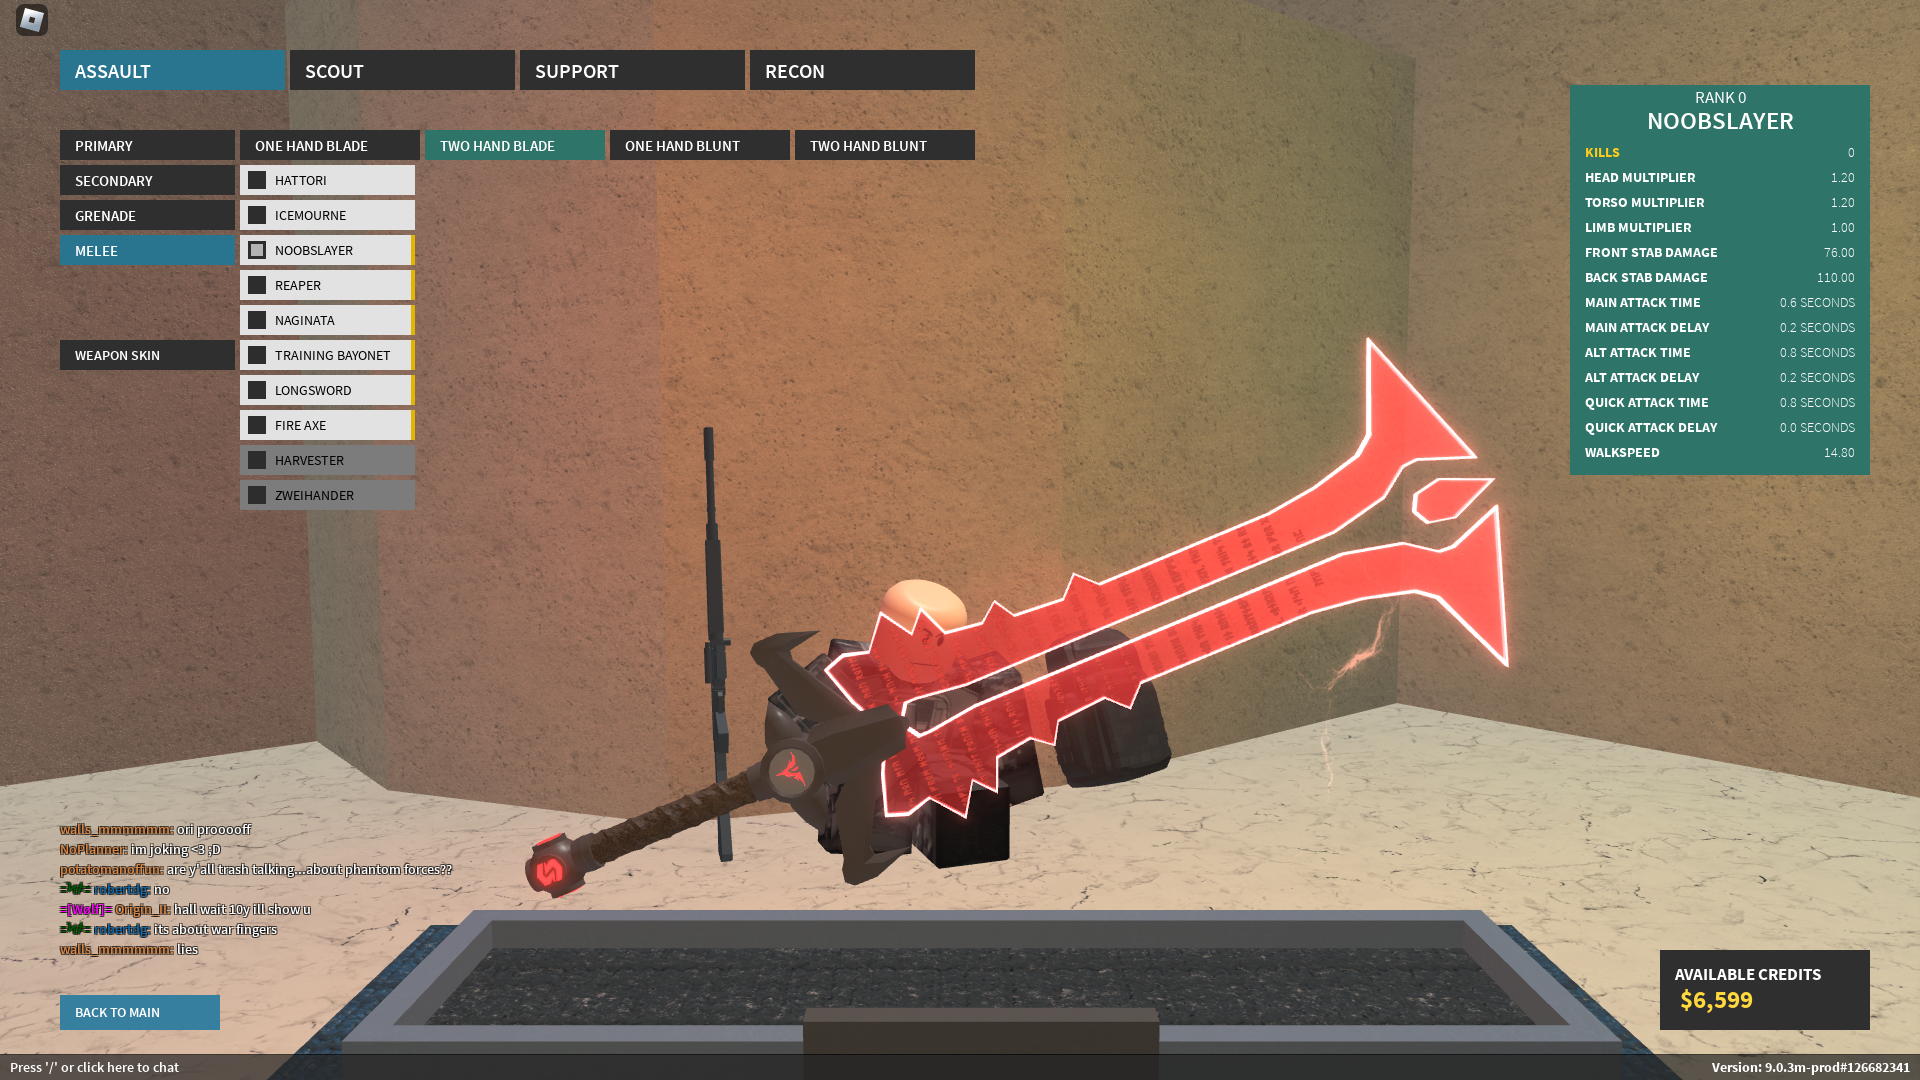 ASSAULT SCOUT SUPPORT RECON
PRIMARY ONE HAND BLADE TWO HAND BLADE ONE HAND BLUNT TWO HAND BLUNT
SECONDARY HATTORI
GRENADE ICEMOURNE
MELEE NOOBSLAYER
REAPER
NAGINATA
WEAPON SKIN TRAINING BAYONET
LONGSWORD
FIRE AXE
HARVESTER
ZWEIHANDER
RANK 0
NOOBSLAYER
KILLS 0
HEAD MULTIPLIER 1.20
TORSO MULTIPLIER 1.20
LIMB MULTIPLIER 1.00
FRONT STAB DAMAGE 76.00
BACK STAB DAMAGE 110.00
MAIN ATTACK TIME 0.6 SECONDS
MAIN ATTACK DELAY 0.2 SECONDS
ALT ATTACK TIME 0.8 SECONDS
ALT ATTACK DELAY 0.2 SECONDS
QUICK ATTACK TIME 0.8 SECONDS
QUICK ATTACK DELAY 0.0 SECONDS
WALKSPEED 14.80
walls_mmmmmm: ori prooooff
NoPlanner: im joking <3 ;D
potatomanoffun: are y'all trash talking...about phantom forces??
robertdg: no
=[Wolf]= Origin_II: hall wait 10y ill show u
robertdg: its about war fingers
walls_mmmmmm: lies
BACK TO MAIN
AVAILABLE CREDITS
$6,599
Press '/' or click here to chat
Version: 9.0.3m-prod#126682341